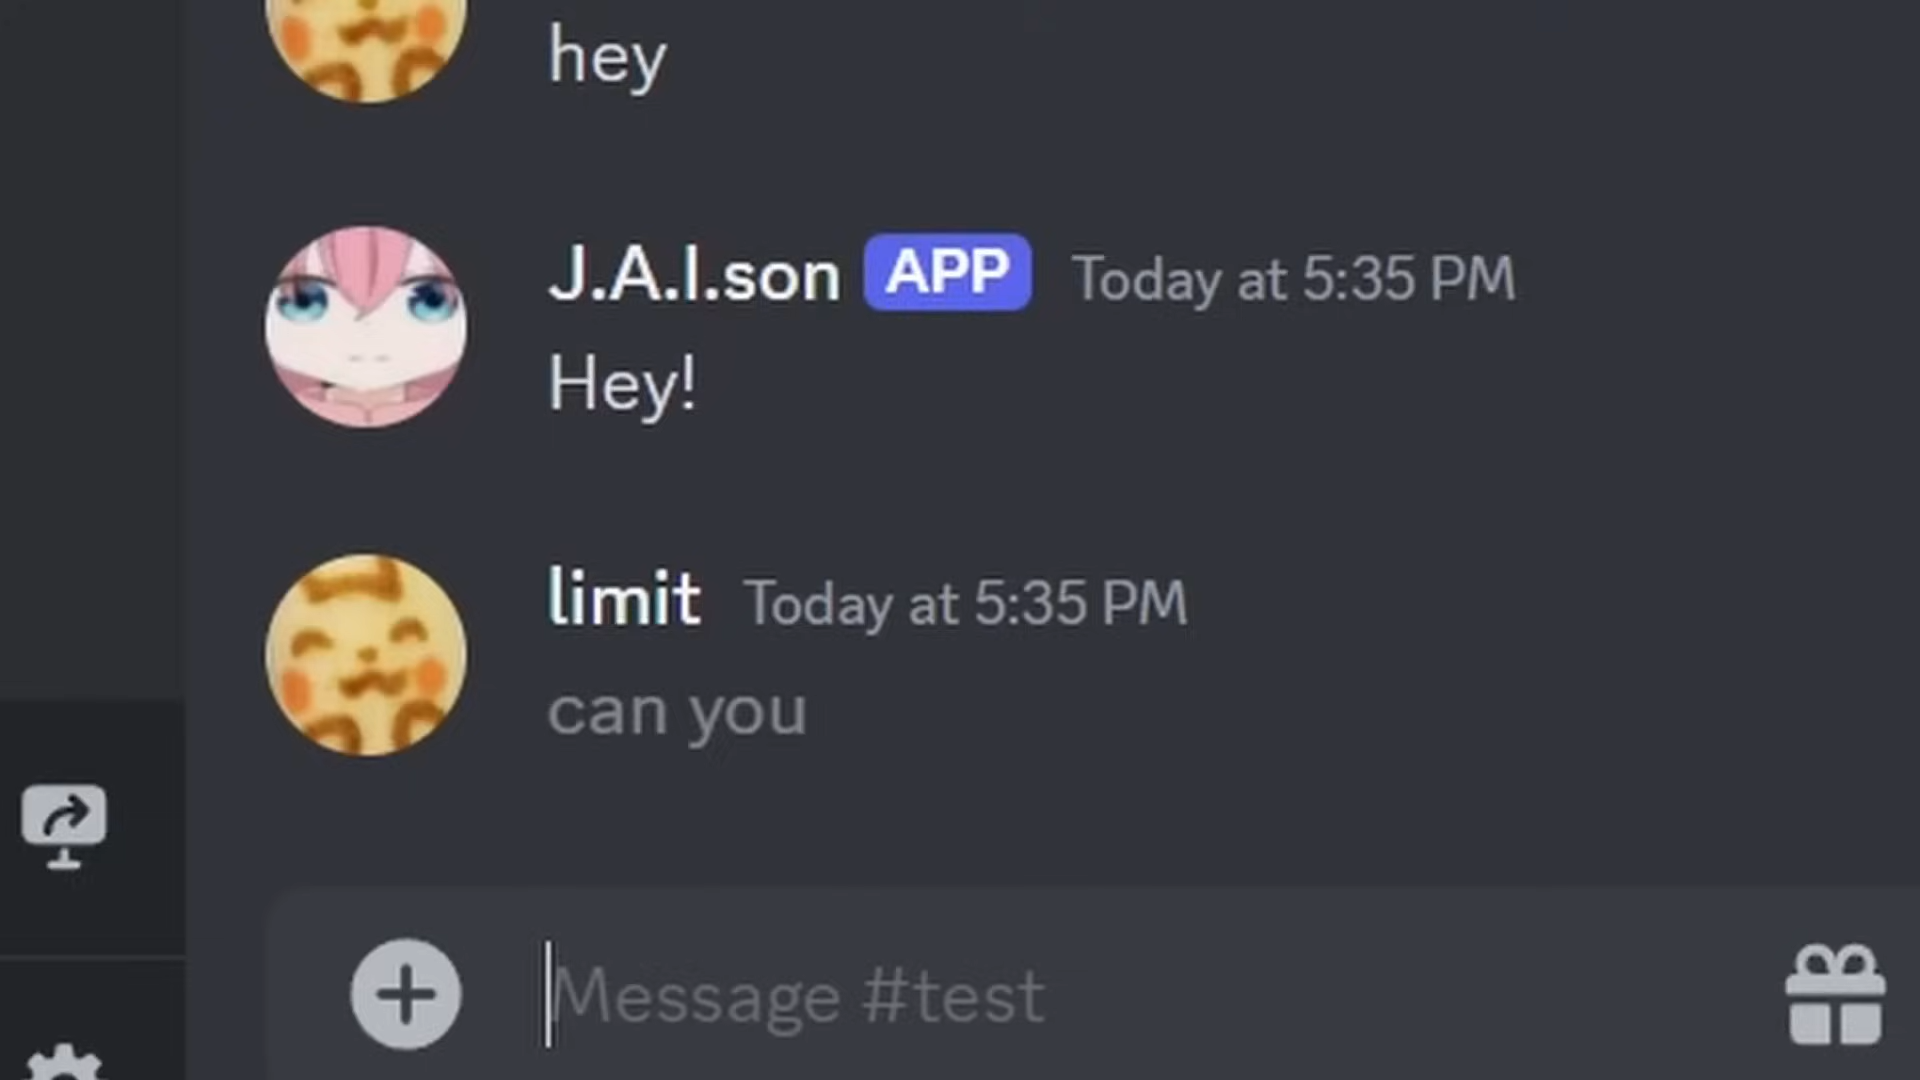 hey
J.A.I.son APP Today at 5:35 PM
Hey!
limit Today at 5:35 PM
can you
Message #test